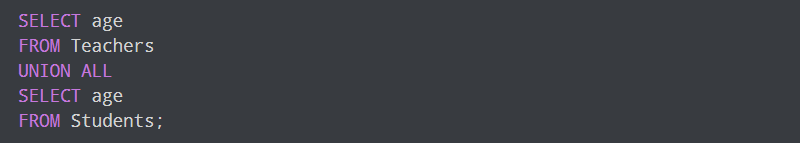 SELECT age
FROM Teachers
UNION ALL
SELECT age
FROM Students;